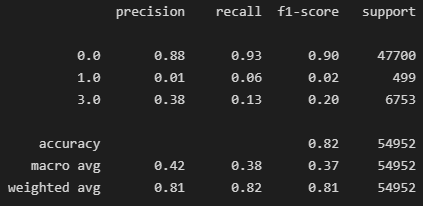 precision recall f1-score support
0.0 0.88 0.93 0.90 47700
1.0 0.01 0.06 0.02 499
3.0 0.38 0.13 0.20 6753
accuracy 0.82 54952
macro avg 0.42 0.38 0.37 54952
weighted avg 0.81 0.82 0.81 54952